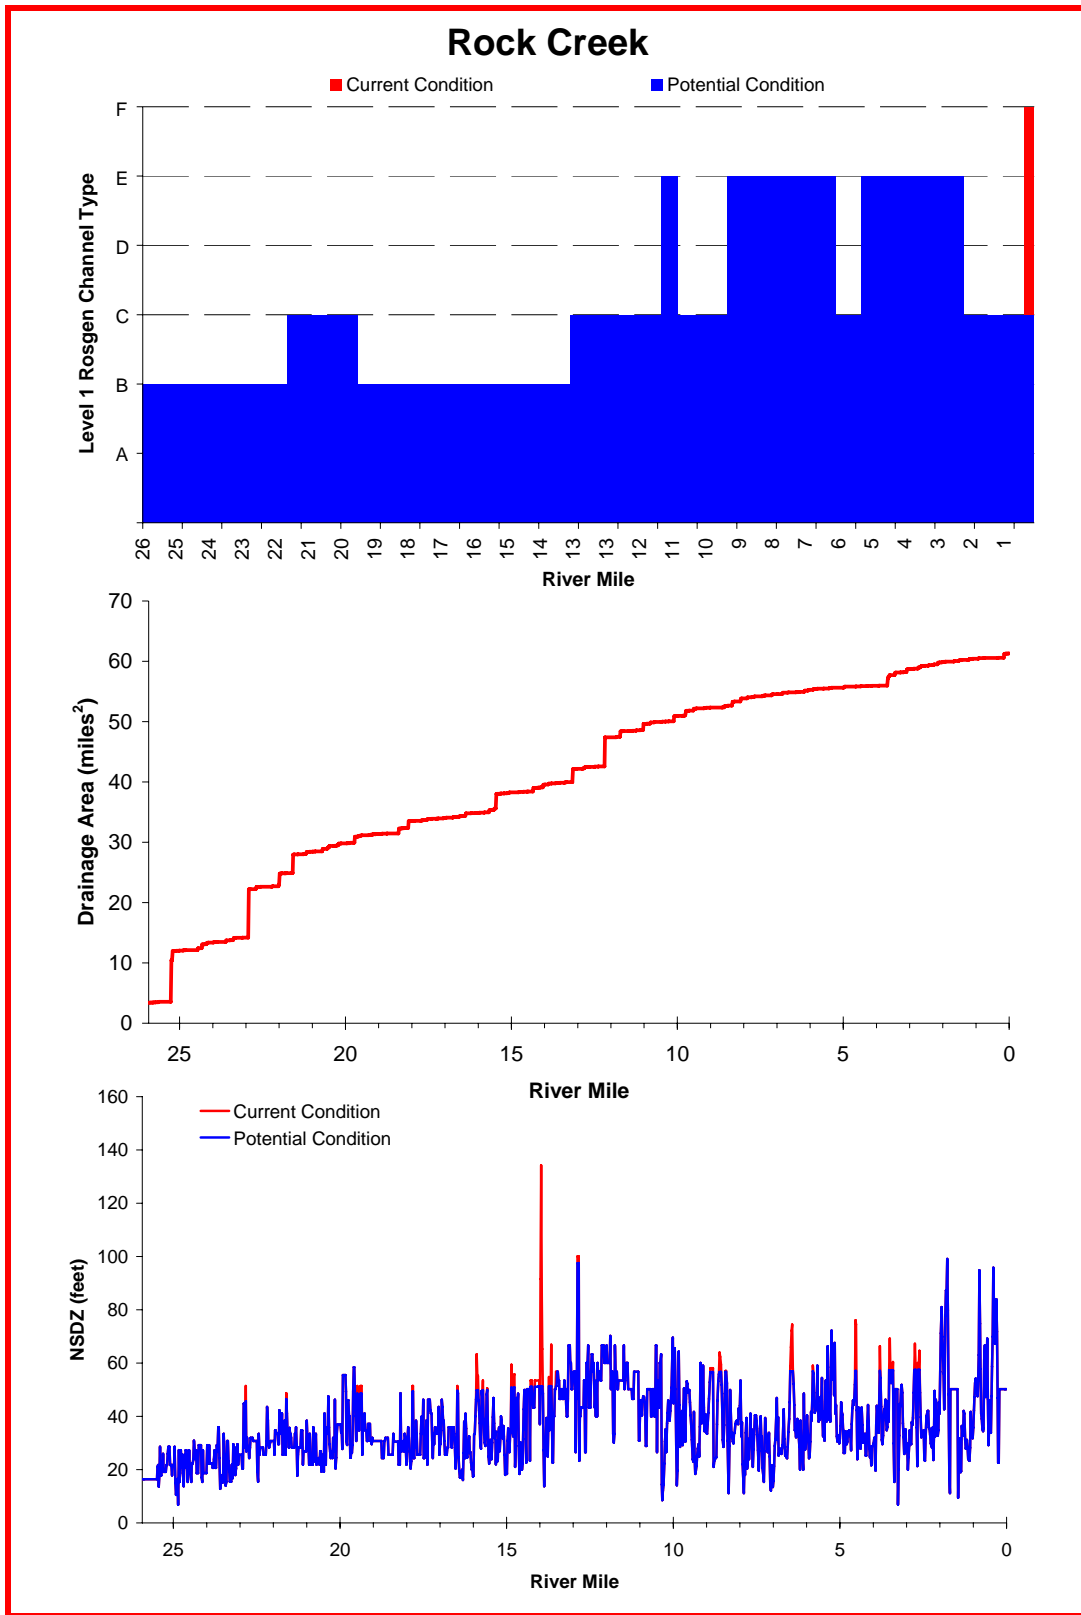 Rock Creek
Current Condition
Potential Condition
Level 1 Rosgen Channel Type
F
E
D
C
B
A
26 25 24 23 22 21 20 19 18 17 16 15 14 13 13 12 11 10 9 8 7 6 5 4 3 2 1
River Mile
Drainage Area (miles²)
70
60
50
40
30
20
10
0
25 20 15 10 5 0
River Mile
NSDZ (feet)
Current Condition
Potential Condition
160
140
120
100
80
60
40
20
0
25 20 15 10 5 0
River Mile